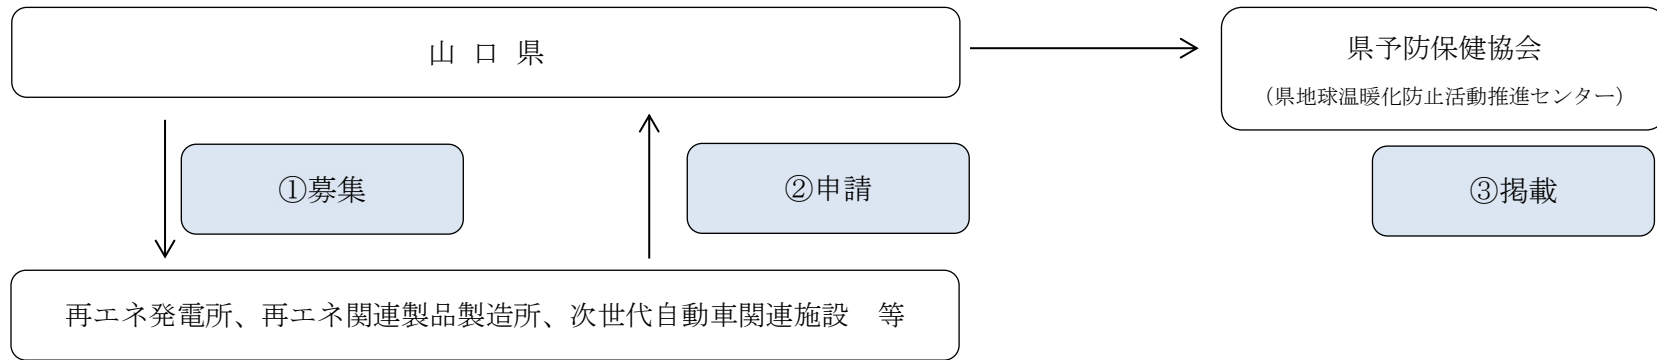 山 口 県
県予防保健協会
（県地球温暖化防止活動推進センター）
①募集
②申請
③掲載
再エネ発電所、再エネ関連製品製造所、次世代自動車関連施設　等